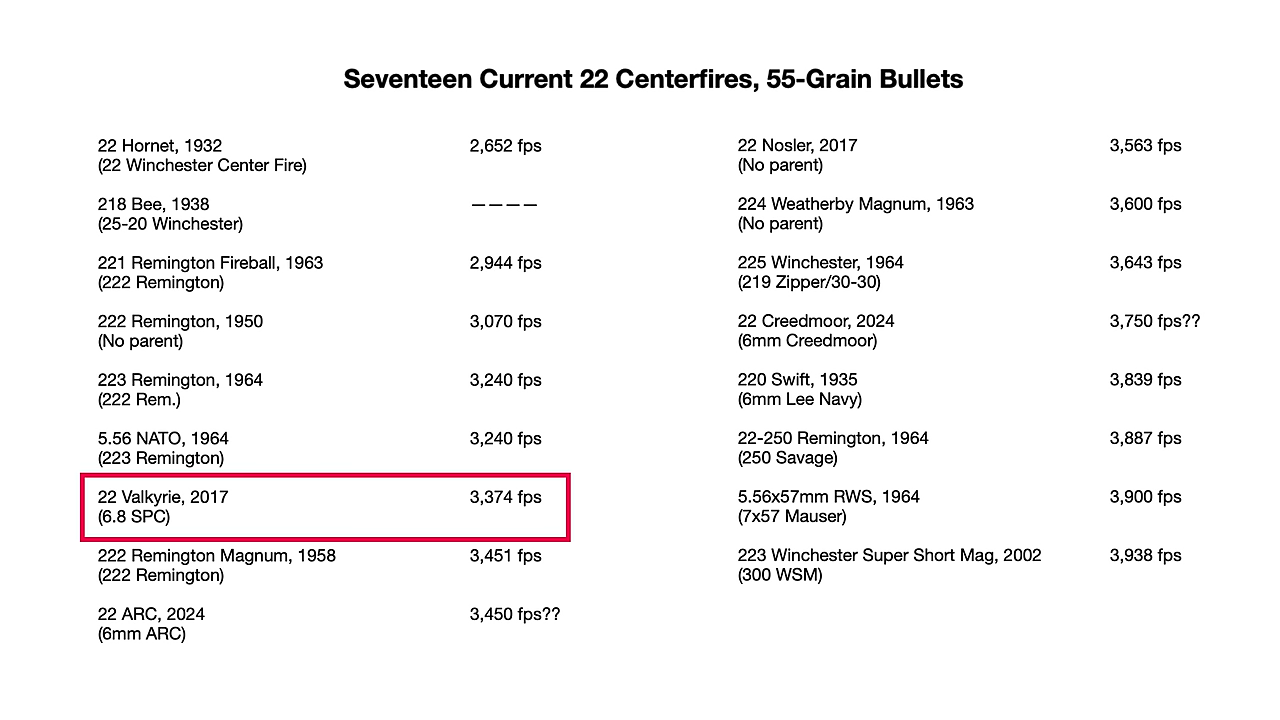 Seventeen Current 22 Centerfires, 55-Grain Bullets
22 Hornet, 1932 2,652 fps
(22 Winchester Center Fire)
218 Bee, 1938 ————
(25-20 Winchester)
221 Remington Fireball, 1963 2,944 fps
(222 Remington)
222 Remington, 1950 3,070 fps
(No parent)
223 Remington, 1964 3,240 fps
(222 Rem.)
5.56 NATO, 1964 3,240 fps
(223 Remington)
22 Valkyrie, 2017 3,374 fps
(6.8 SPC)
222 Remington Magnum, 1958 3,451 fps
(222 Remington)
22 ARC, 2024 3,450 fps??
(6mm ARC)
22 Nosler, 2017 3,563 fps
(No parent)
224 Weatherby Magnum, 1963 3,600 fps
(No parent)
225 Winchester, 1964 3,643 fps
(219 Zipper/30-30)
22 Creedmoor, 2024 3,750 fps??
(6mm Creedmoor)
220 Swift, 1935 3,839 fps
(6mm Lee Navy)
22-250 Remington, 1964 3,887 fps
(250 Savage)
5.56x57mm RWS, 1964 3,900 fps
(7x57 Mauser)
223 Winchester Super Short Mag, 2002 3,938 fps
(300 WSM)